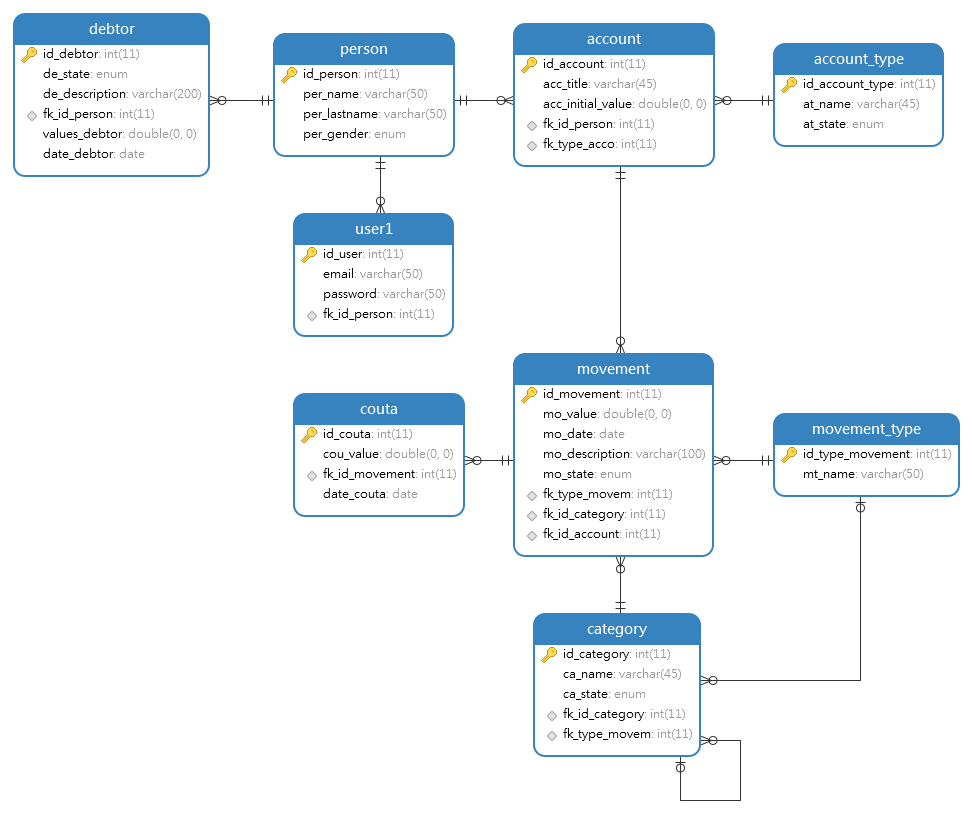 debtor
id_debtor: int(11)
de_state: enum
de_description: varchar(200)
fk_id_person: int(11)
values_debtor: double(0, 0)
date_debtor: date
person
id_person: int(11)
per_name: varchar(50)
per_lastname: varchar(50)
per_gender: enum
account
id_account: int(11)
acc_title: varchar(45)
acc_initial_value: double(0, 0)
fk_id_person: int(11)
fk_type_acco: int(11)
account_type
id_account_type: int(11)
at_name: varchar(45)
at_state: enum
user1
id_user: int(11)
email: varchar(50)
password: varchar(50)
fk_id_person: int(11)
couta
id_couta: int(11)
cou_value: double(0, 0)
fk_id_movement: int(11)
date_couta: date
movement
id_movement: int(11)
mo_value: double(0, 0)
mo_date: date
mo_description: varchar(100)
mo_state: enum
fk_type_movem: int(11)
fk_id_category: int(11)
fk_id_account: int(11)
movement_type
id_type_movement: int(11)
mt_name: varchar(50)
category
id_category: int(11)
ca_name: varchar(45)
ca_state: enum
fk_id_category: int(11)
fk_type_movem: int(11)